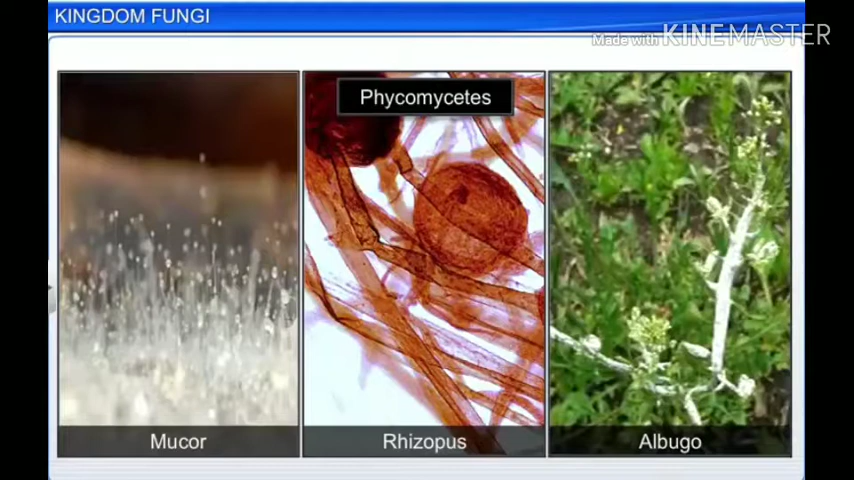 KINGDOM FUNGI
Made with KINEMASTER
Phycomycetes
Mucor
Rhizopus
Albugo